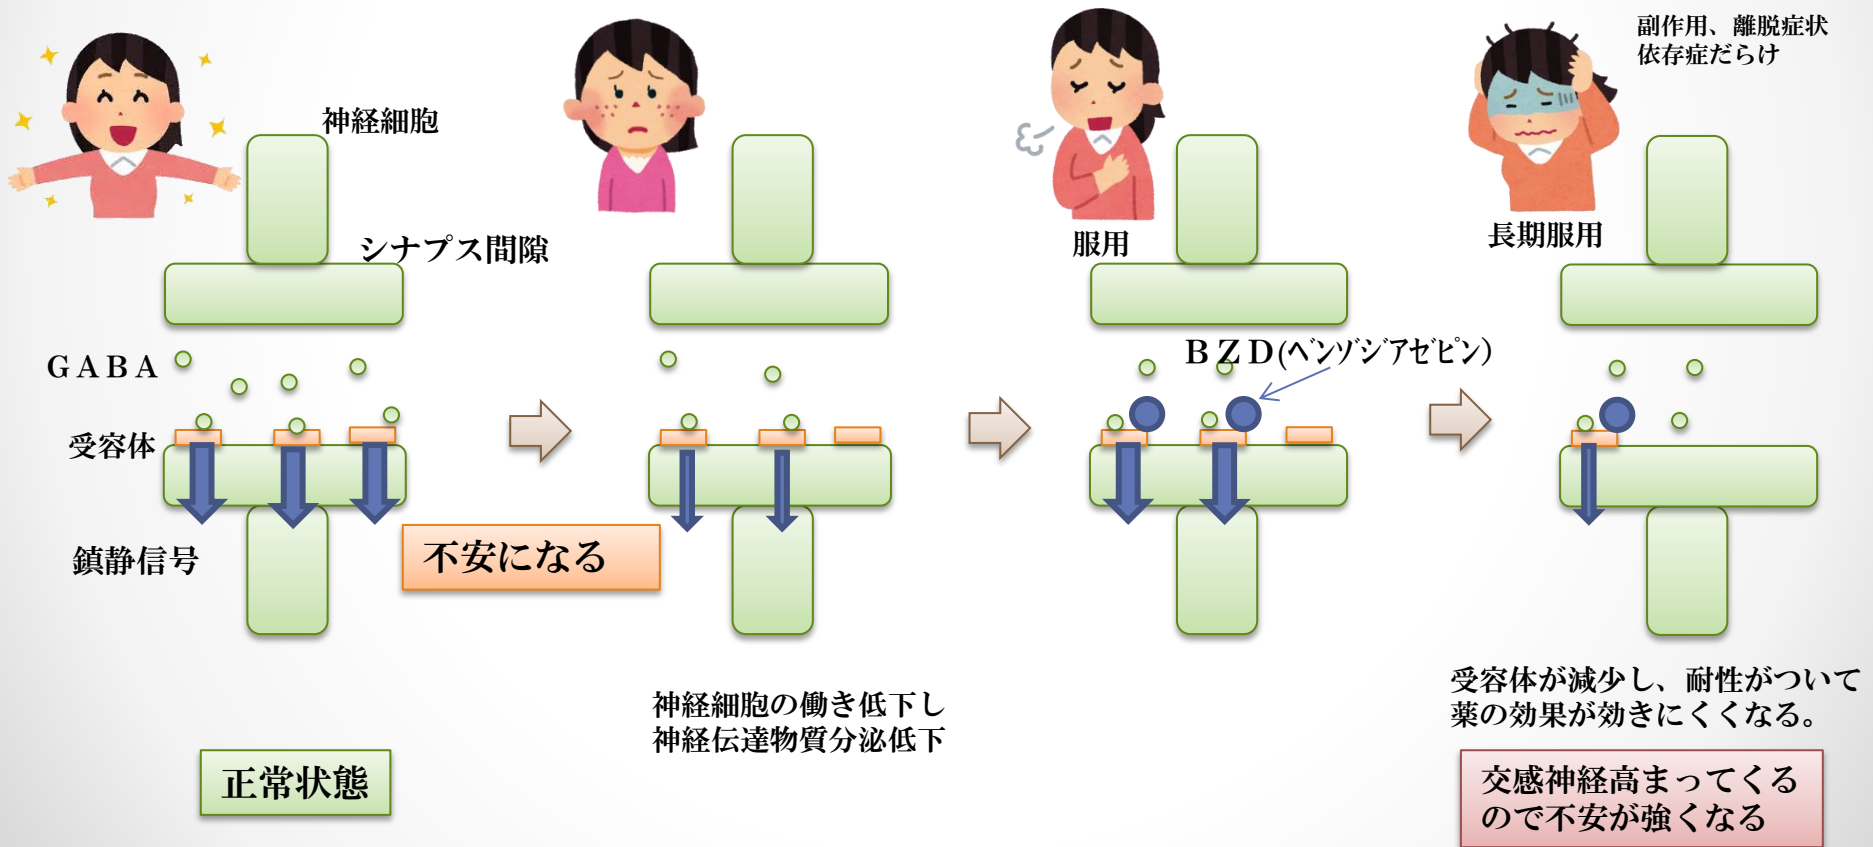 副作用、離脱症状
依存症だらけ
神経細胞
シナプス間隙
服用
長期服用
ＧＡＢＡ
ＢＺＤ(ベンゾジアゼピン)
受容体
鎮静信号
不安になる
神経細胞の働き低下し
神経伝達物質分泌低下
受容体が減少し、耐性がついて
薬の効果が効きにくくなる。
正常状態
交感神経高まってくる
ので不安が強くなる